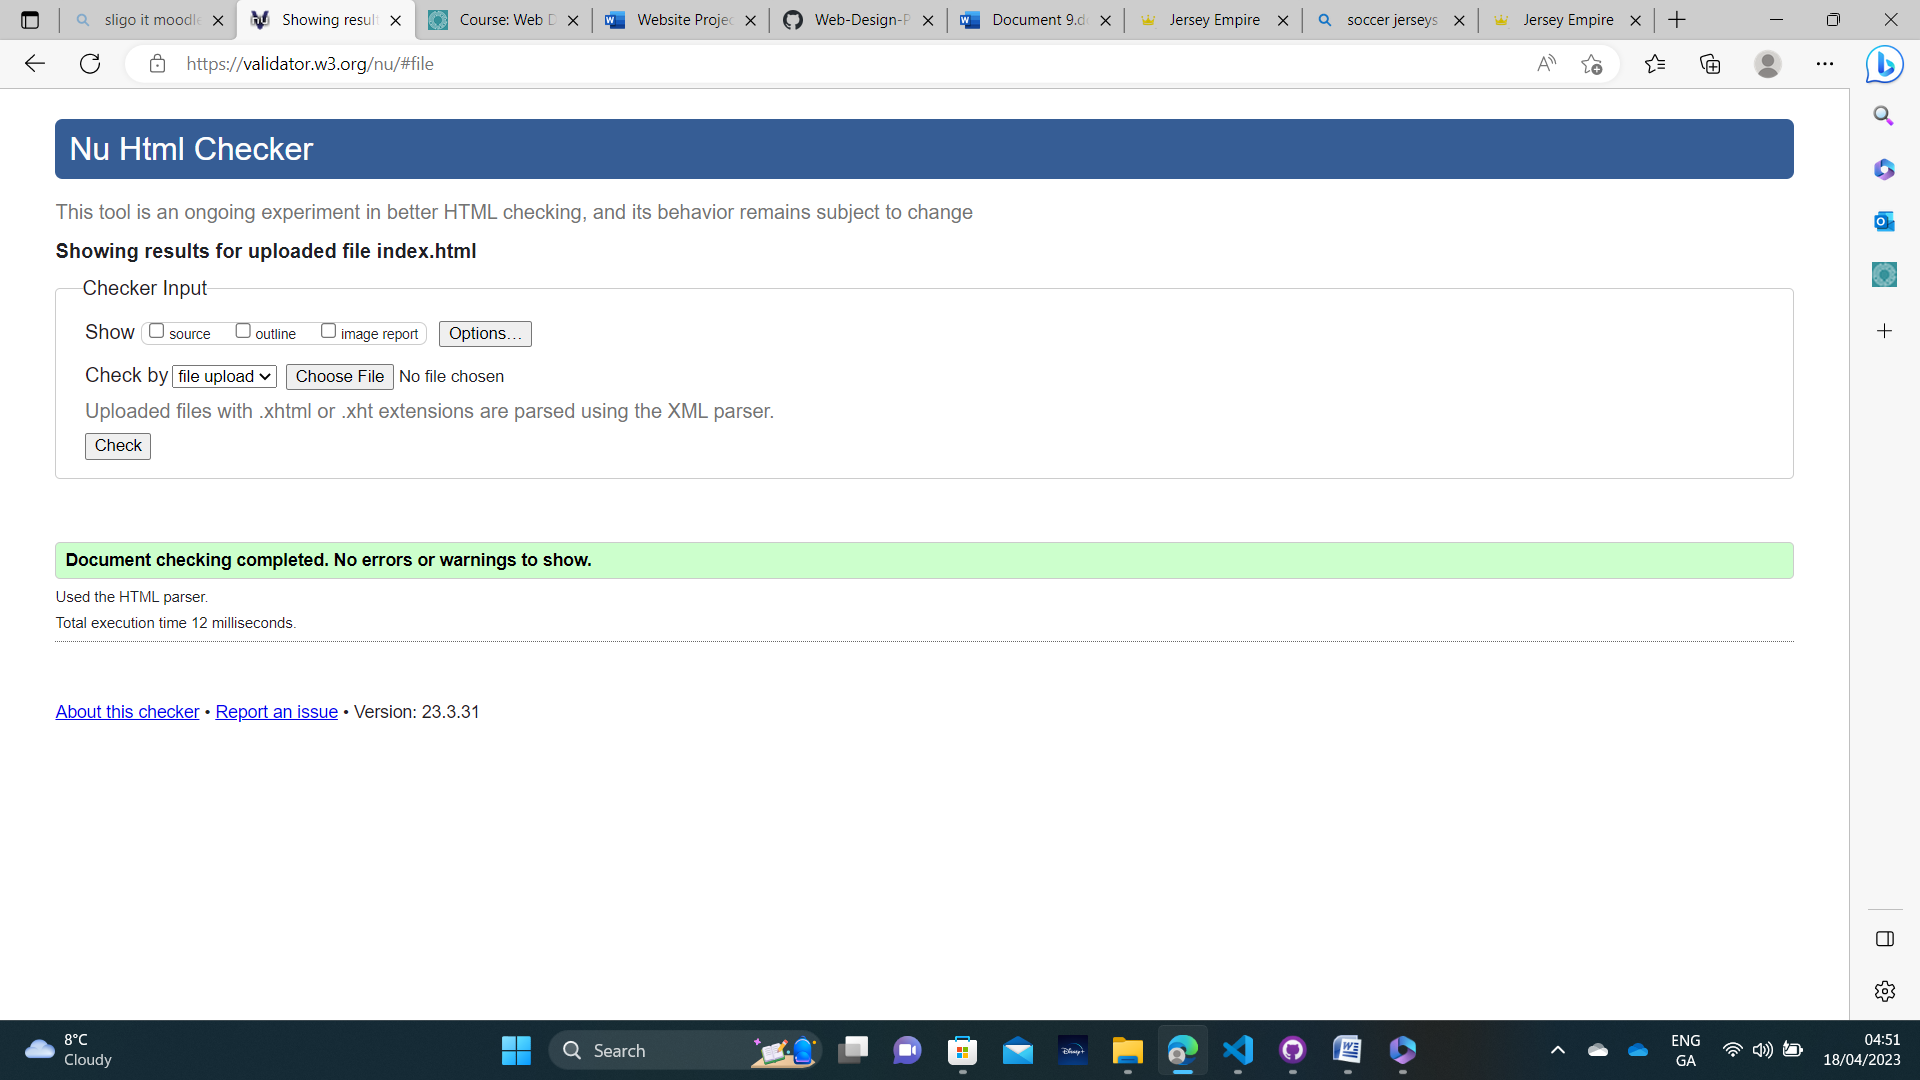 sligo it moodle
Showing result
Course: Web D
Website Projec
Web-Design-P
Document 9.d
Jersey Empire
soccer jerseys
Jersey Empire
https://validator.w3.org/nu/#file
Nu Html Checker
This tool is an ongoing experiment in better HTML checking, and its behavior remains subject to change
Showing results for uploaded file index.html
Checker Input
Show source outline image report Options...
Check by file upload Choose File No file chosen
Uploaded files with .xhtml or .xht extensions are parsed using the XML parser.
Check
Document checking completed. No errors or warnings to show.
Used the HTML parser.
Total execution time 12 milliseconds.
About this checker • Report an issue • Version: 23.3.31
8°C
Cloudy
Search
Disney+
ENG
GA
04:51
18/04/2023